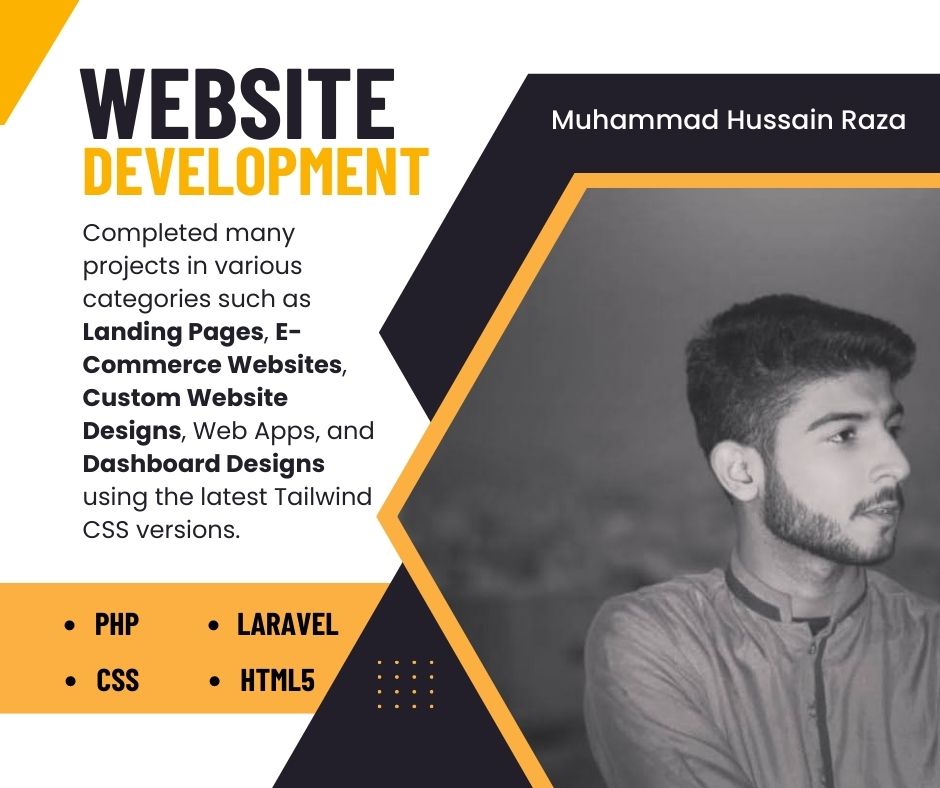 WEBSITE
DEVELOPMENT
Muhammad Hussain Raza
Completed many
projects in various
categories such as
Landing Pages, E-
Commerce Websites,
Custom Website
Designs, Web Apps, and
Dashboard Designs
using the latest Tailwind
CSS versions.
• PHP
• LARAVEL
• CSS
• HTML5